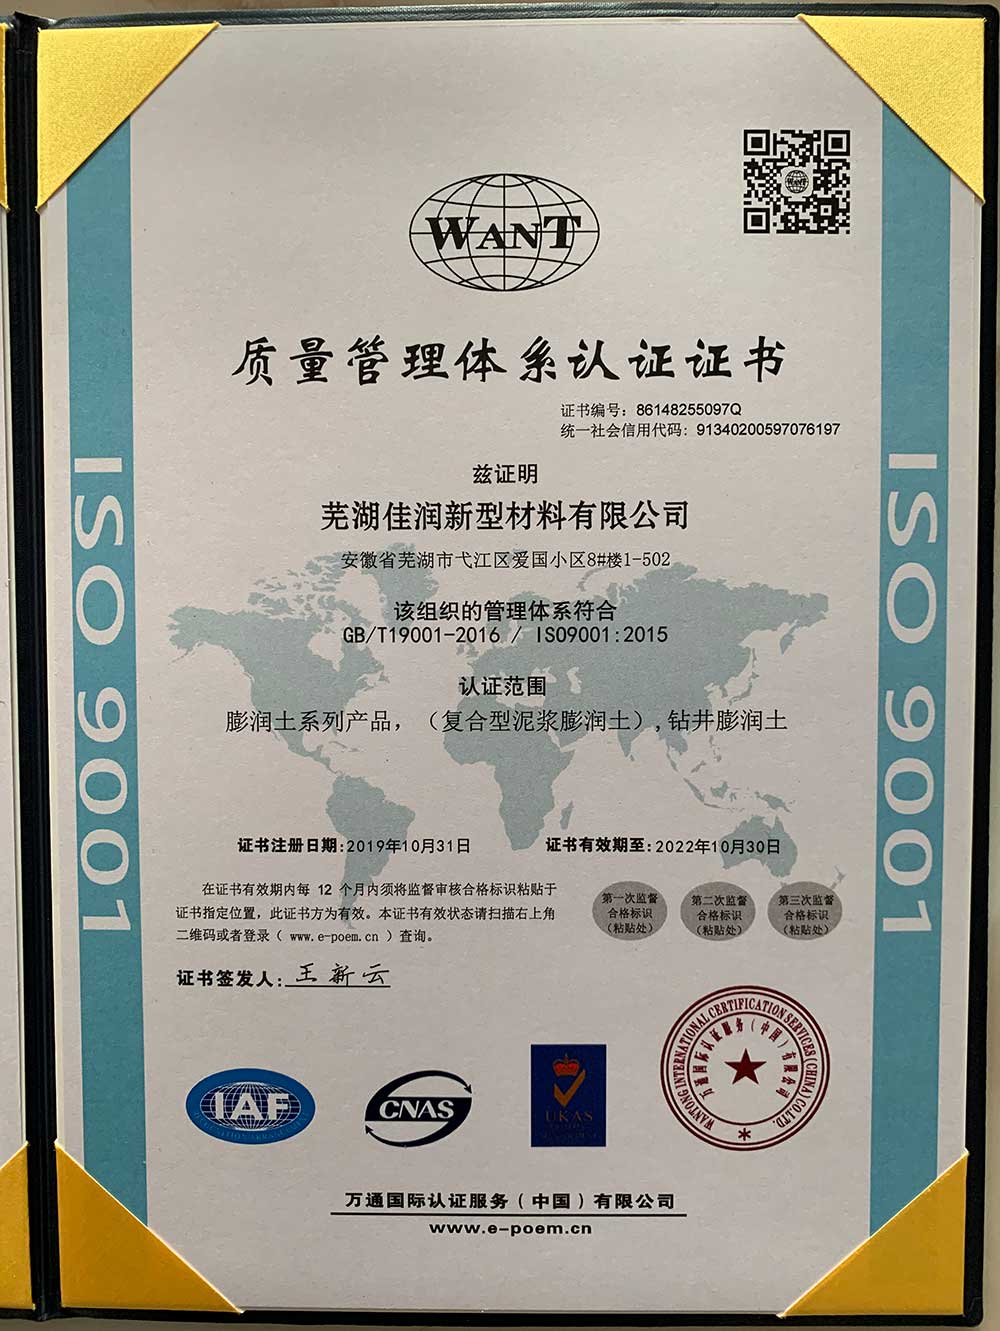 WANT
质量管理体系认证证书
证书编号：86148255097Q
统一社会信用代码：91340200597076197
兹证明
芜湖佳润新型材料有限公司
安徽省芜湖市弋江区爱国小区8#楼1-502
该组织的管理体系符合
GB/T19001-2016 / ISO9001:2015
认证范围
膨润土系列产品，（复合型泥浆膨润土）,钻井膨润土
证书注册日期:2019年10月31日
证书有效期至:2022年10月30日
在证书有效期内每 12 个月内须将监督审核合格标识粘贴于
证书指定位置，此证书方为有效。本证书有效状态请扫描右上角
二维码或者登录（ www.e-poem.cn ）查询。
第一次监督
合格标识
（粘贴处）
第二次监督
合格标识
（粘贴处）
第三次监督
合格标识
（粘贴处）
证书签发人:王新云
IAF
CNAS
UKAS
WANTONG INTERNATIONAL CERTIFICATION SERVICES (CHINA) CO.,LTD.
万通国际认证服务（中国）有限公司
万通国际认证服务（中国）有限公司
www.e-poem.cn
ISO 9001
ISO 9001